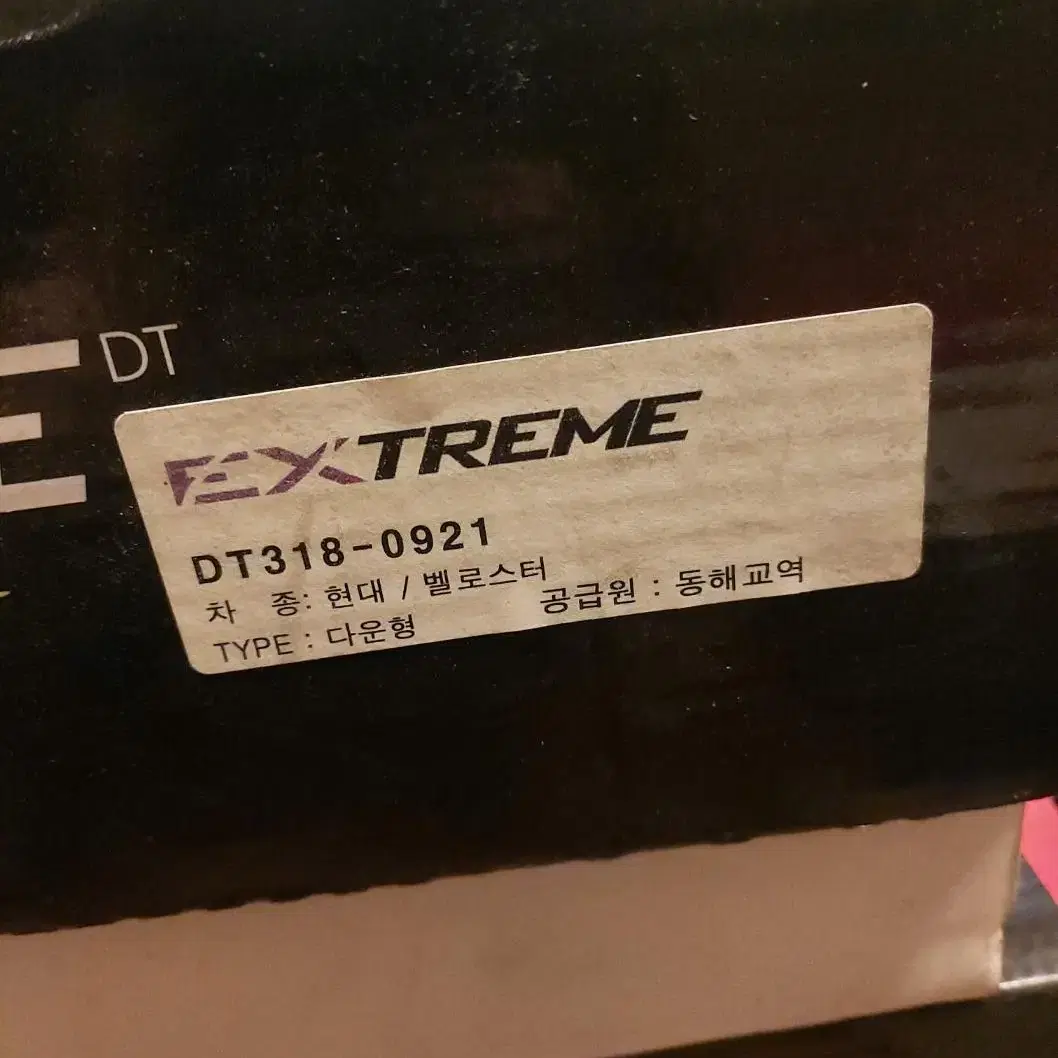 E DT
EXTREME
DT318-0921
차 종: 현대 / 벨로스터
TYPE : 다운형 공급원 : 동해교역